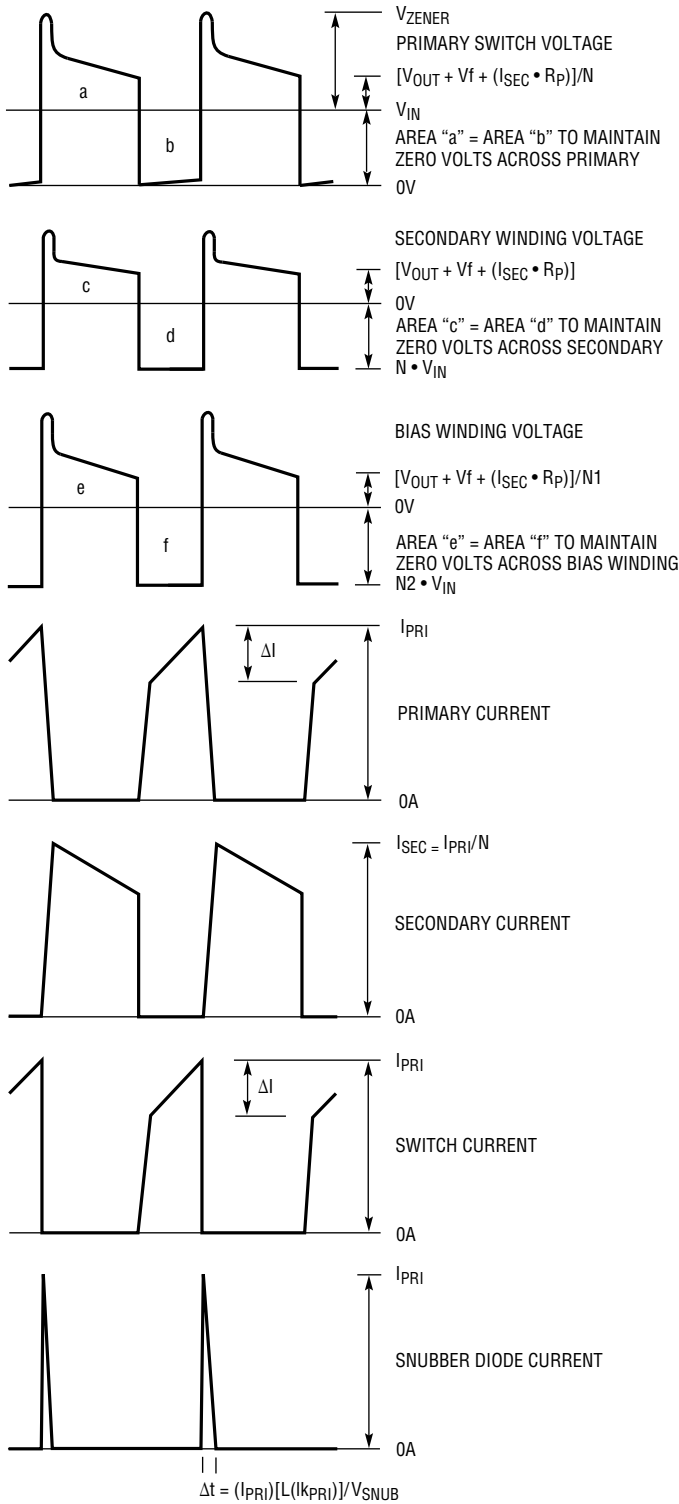 VZENER
PRIMARY SWITCH VOLTAGE
[VOUT + Vf + (ISEC • RP)]/N
a
VIN
AREA “a” = AREA “b” TO MAINTAIN
b
ZERO VOLTS ACROSS PRIMARY
0V
SECONDARY WINDING VOLTAGE
[VOUT + Vf + (ISEC • RP)]
c
0V
AREA “c” = AREA “d” TO MAINTAIN
d
ZERO VOLTS ACROSS SECONDARY
N • VIN
BIAS WINDING VOLTAGE
[VOUT + Vf + (ISEC • RP)]/N1
e
0V
f
AREA “e” = AREA “f” TO MAINTAIN
ZERO VOLTS ACROSS BIAS WINDING
N2 • VIN
IPRI
ΔI
PRIMARY CURRENT
0A
ISEC = IPRI/N
SECONDARY CURRENT
0A
IPRI
ΔI
SWITCH CURRENT
0A
IPRI
SNUBBER DIODE CURRENT
0A
Δt = (IPRI)[L(lkPRI)]/VSNUB